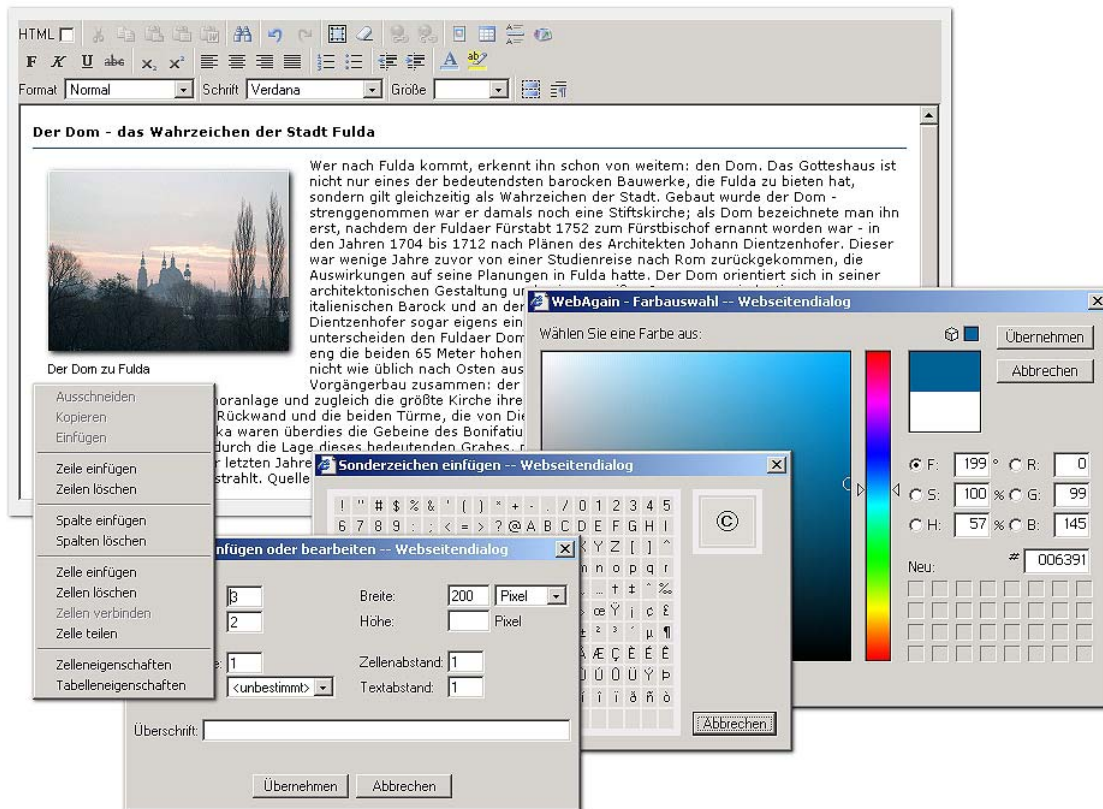 HTML
F K U abc x₂ x²
Format Normal Schrift Verdana Größe
Der Dom - das Wahrzeichen der Stadt Fulda
Wer nach Fulda kommt, erkennt ihn schon von weitem: den Dom. Das Gotteshaus ist
nicht nur eines der bedeutendsten barocken Bauwerke, die Fulda zu bieten hat,
sondern gilt gleichzeitig als Wahrzeichen der Stadt. Gebaut wurde der Dom -
strenggenommen war er damals noch eine Stiftskirche; als Dom bezeichnete man ihn
erst, nachdem der Fuldaer Fürstabt 1752 zum Fürstbischof ernannt worden war - in
den Jahren 1704 bis 1712 nach Plänen des Architekten Johann Dientzenhofer. Dieser
war wenige Jahre zuvor von einer Studienreise nach Rom zurückgekommen, die
Auswirkungen auf seine Planungen in Fulda hatte. Der Dom orientiert sich in seiner
architektonischen Gestaltung
italienischen Barock und an der
Dientzenhofer sogar eigens ein
unterscheiden den Fuldaer Dom
eng die beiden 65 Meter hohen
nicht wie üblich nach Osten aus
Vorgängerbau zusammen: der
Der Dom zu Fulda
horanlage und zugleich die größte Kirche ihre
Rückwand und die beiden Türme, die von Die
ka waren überdies die Gebeine des Bonifatiu
durch die Lage dieses bedeutenden Grabes,
r letzten Jahre
strahlt. Quelle
Ausschneiden
Kopieren
Einfügen
Zeile einfügen
Zeilen löschen
Spalte einfügen
Spalten löschen
Zelle einfügen
Zellen löschen
Zellen verbinden
Zelle teilen
Zelleneigenschaften
Tabelleneigenschaften
WebAgain - Farbauswahl -- Webseitendialog
Wählen Sie eine Farbe aus:
Übernehmen
Abbrechen
F: 199 ° R: 0
S: 100 % G: 99
H: 57 % B: 145
# 006391
Neu:
Sonderzeichen einfügen -- Webseitendialog
! " # $ % & ' ( ) * + - . / 0 1 2 3 4 5
6 7 8 9 : ; < = > ? @ A B C D E F G H I
X Y Z [ ] ^
n o p q r
… † ‡ ˆ ‰
œ Ÿ ¡ ¢ £
± ² ³ ´ µ ¶
Æ Ç È É Ê
Ú Û Ü Ý Þ
î ï ð ñ ò
©
Abbrechen
nfügen oder bearbeiten -- Webseitendialog
3 Breite: 200 Pixel
2 Höhe: Pixel
1 Zellenabstand: 1
<unbestimmt> Textabstand: 1
Überschrift:
Übernehmen Abbrechen